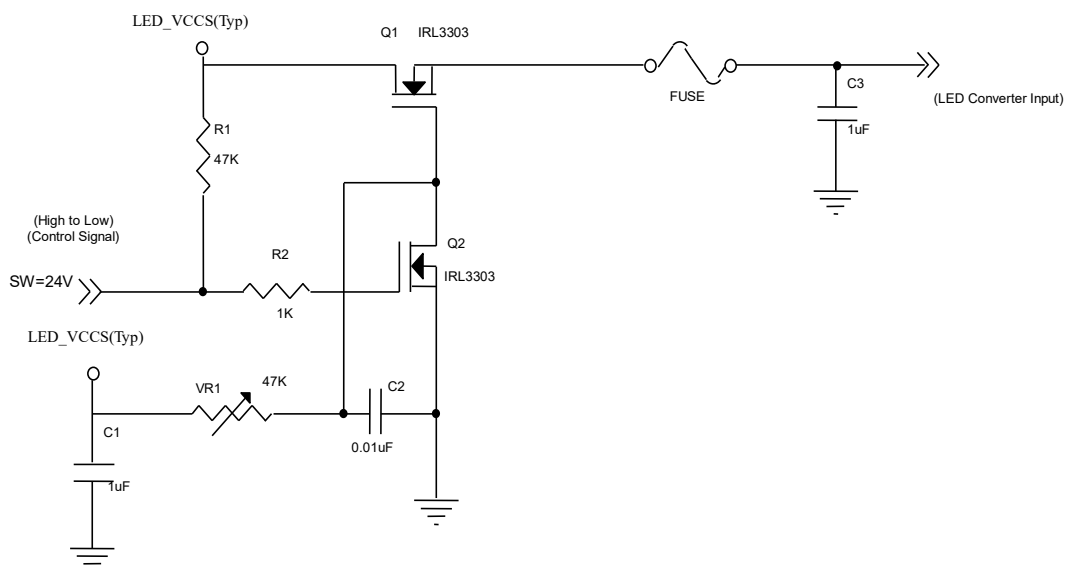 LED_VCCS(Typ)
Q1 IRL3303
FUSE
C3
(LED Converter Input)
1uF
R1
47K
(High to Low)
(Control Signal)
R2
Q2
SW=24V
IRL3303
1K
LED_VCCS(Typ)
VR1
47K
C2
C1
0.01uF
1uF